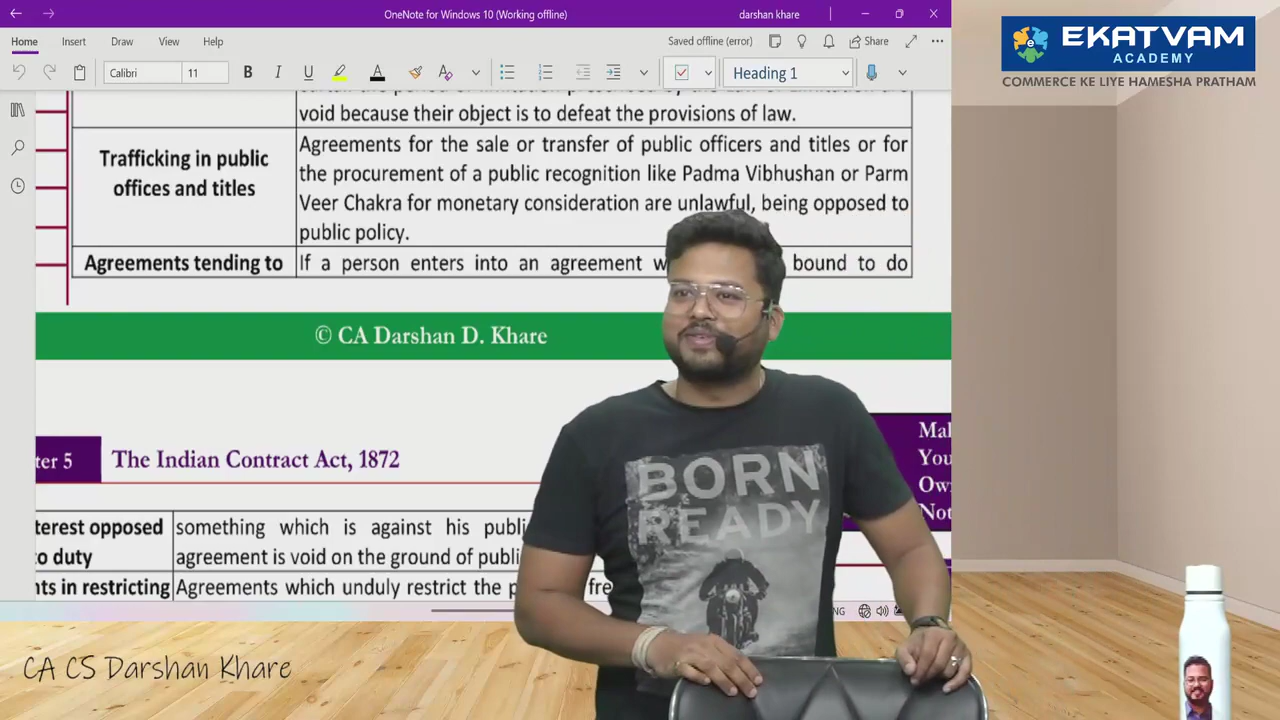 OneNote for Windows 10 (Working offline)
darshan khare
Home Insert Draw View Help
Saved offline (error)
Share
Calibri 11 B I U A
Heading 1
EKATVAM
ACADEMY
COMMERCE KE LIYE HAMESHA PRATHAM
void because their object is to defeat the provisions of law.
Trafficking in public
offices and titles
Agreements for the sale or transfer of public officers and titles or for
the procurement of a public recognition like Padma Vibhushan or Parm
Veer Chakra for monetary consideration are unlawful, being opposed to
public policy.
Agreements tending to
If a person enters into an agreement w bound to do
© CA Darshan D. Khare
ter 5 The Indian Contract Act, 1872
Mal
You
Own
Not
terest opposed
to duty
something which is against his publi
agreement is void on the ground of publi
nts in restricting
Agreements which unduly restrict the p fre
BORN
READY
NG
CA CS Darshan Khare